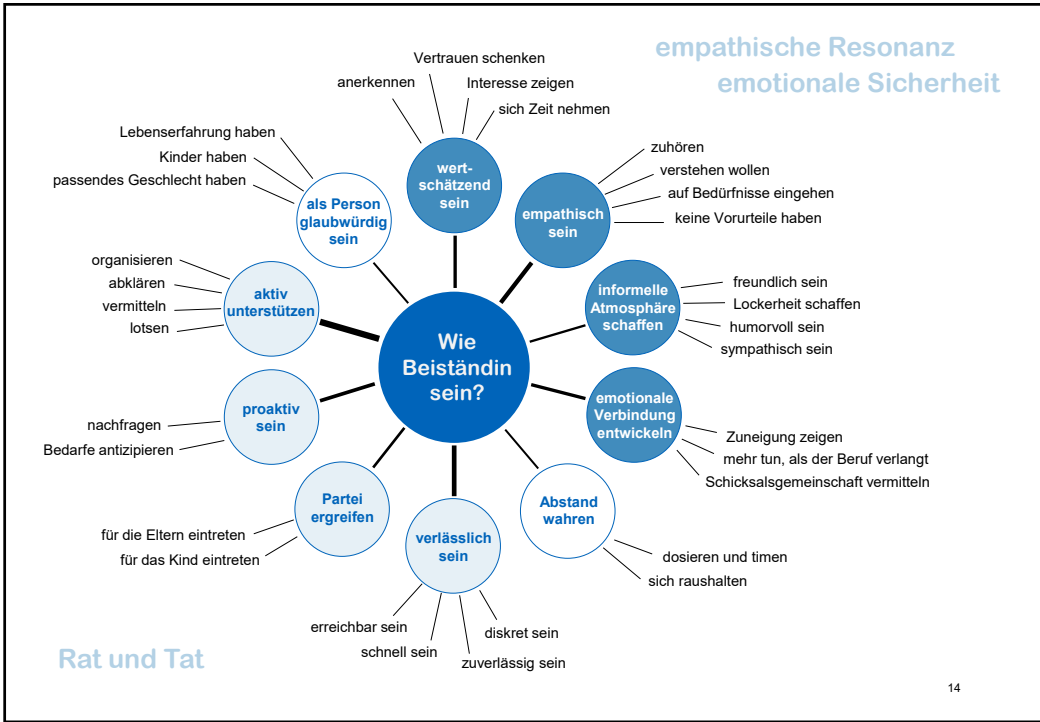 empathische Resonanz
emotionale Sicherheit
Vertrauen schenken
anerkennen
Interesse zeigen
sich Zeit nehmen
wert-
schätzend
sein
Lebenserfahrung haben
Kinder haben
passendes Geschlecht haben
als Person
glaubwürdig
sein
zuhören
verstehen wollen
auf Bedürfnisse eingehen
keine Vorurteile haben
empathisch
sein
organisieren
abklären
vermitteln
lotsen
aktiv
unterstützen
informelle
Atmosphäre
schaffen
freundlich sein
Lockerheit schaffen
humorvoll sein
sympathisch sein
Wie
Beiständin
sein?
proaktiv
sein
nachfragen
Bedarfe antizipieren
emotionale
Verbindung
entwickeln
Zuneigung zeigen
mehr tun, als der Beruf verlangt
Schicksalsgemeinschaft vermitteln
Partei
ergreifen
für die Eltern eintreten
für das Kind eintreten
verlässlich
sein
erreichbar sein
schnell sein
zuverlässig sein
diskret sein
Abstand
wahren
dosieren und timen
sich raushalten
Rat und Tat
14